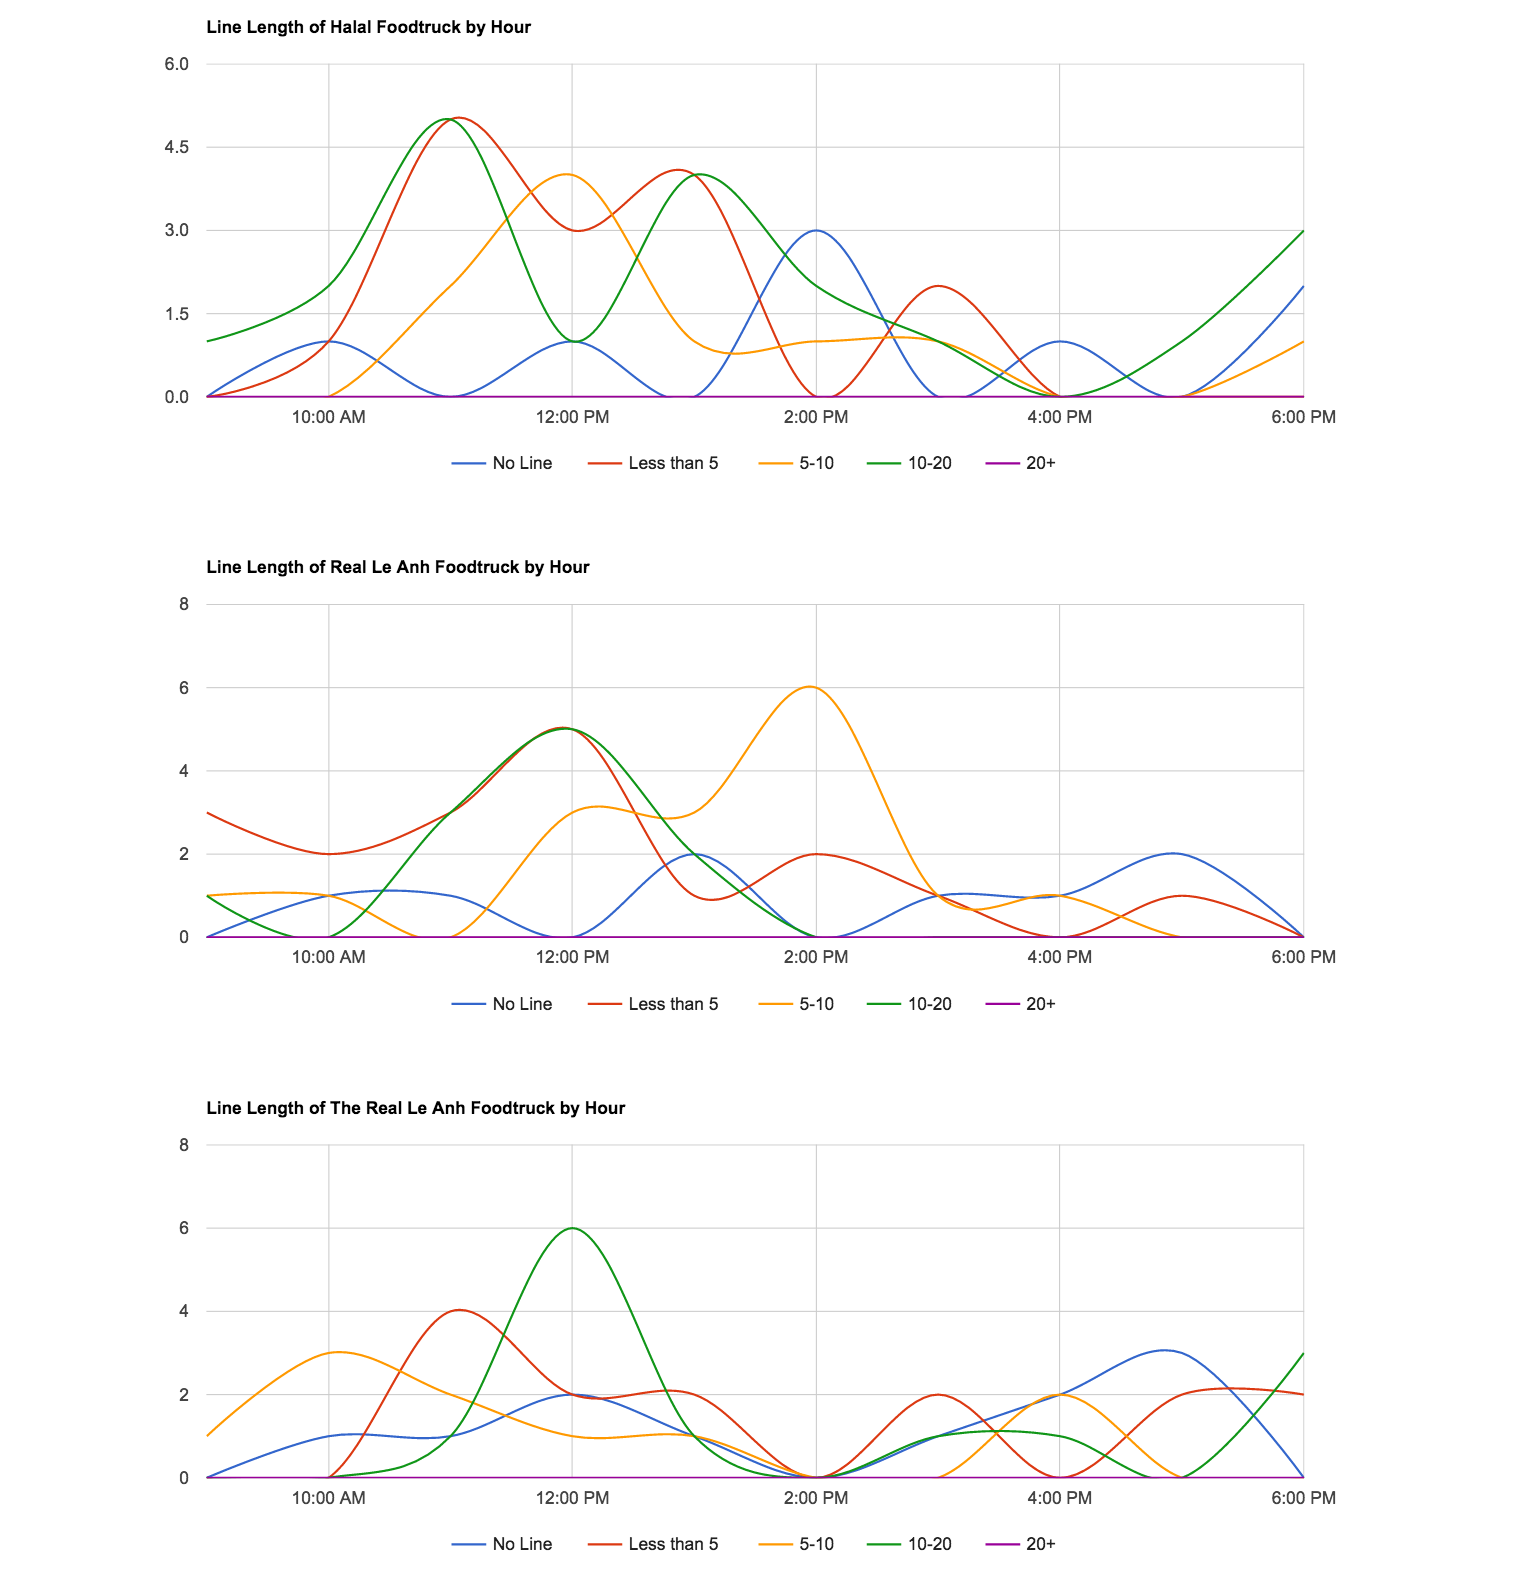 Line Length of Halal Foodtruck by Hour
6.0
4.5
3.0
1.5
0.0
10:00 AM 12:00 PM 2:00 PM 4:00 PM 6:00 PM
No Line Less than 5 5-10 10-20 20+
Line Length of Real Le Anh Foodtruck by Hour
8
6
4
2
0
10:00 AM 12:00 PM 2:00 PM 4:00 PM 6:00 PM
No Line Less than 5 5-10 10-20 20+
Line Length of The Real Le Anh Foodtruck by Hour
8
6
4
2
0
10:00 AM 12:00 PM 2:00 PM 4:00 PM 6:00 PM
No Line Less than 5 5-10 10-20 20+